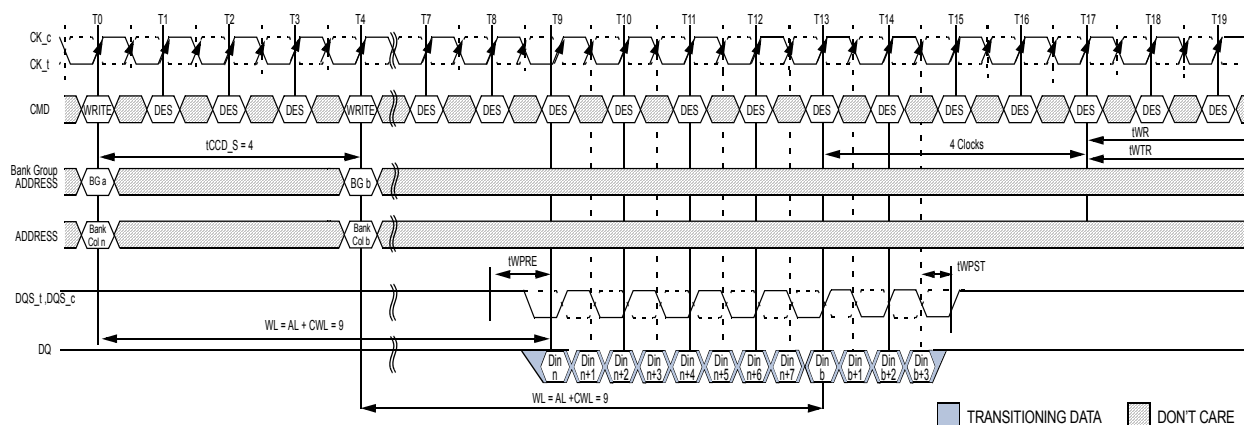 T0 T1 T2 T3 T4 T7 T8 T9 T10 T11 T12 T13 T14 T15 T16 T17 T18 T19
CK_c
CK_t
CMD WRITE DES DES DES WRITE DES DES DES DES DES DES DES DES DES DES DES DES DES
tCCD_S = 4
4 Clocks
tWR
tWTR
Bank Group
ADDRESS
BG a
BG b
ADDRESS
Bank
Col n
Bank
Col b
tWPRE
tWPST
DQS_t ,DQS_c
WL = AL + CWL = 9
DQ
Din
n
Din
n+1
Din
n+2
Din
n+3
Din
n+4
Din
n+5
Din
n+6
Din
n+7
Din
b
Din
b+1
Din
b+2
Din
b+3
WL = AL +CWL = 9
TRANSITIONING DATA
DON'T CARE